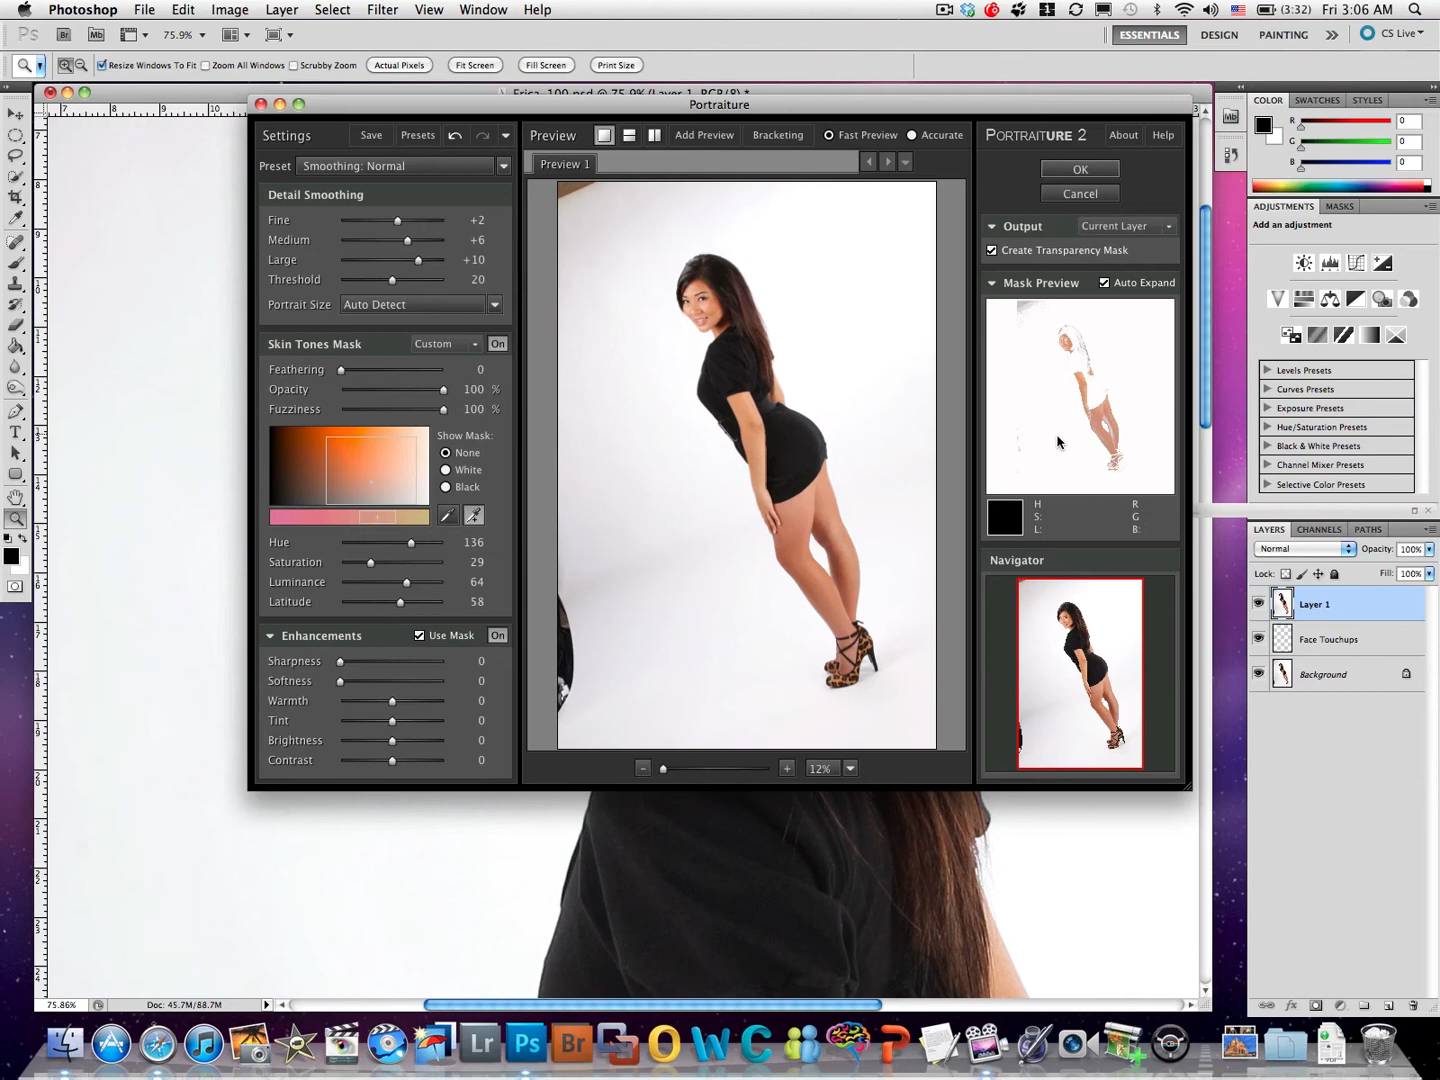 Photoshop File Edit Image Layer Select Filter View Window Help
(3:32) Fri 3:06 AM
Ps Br Mb 75.9% ESSENTIALS DESIGN PAINTING CS Live
Resize Windows To Fit Zoom All Windows Scrubby Zoom Actual Pixels Fit Screen Fill Screen Print Size
Portraiture
Settings Save Presets
Preset Smoothing: Normal
Detail Smoothing
Fine +2
Medium +6
Large +10
Threshold 20
Portrait Size Auto Detect
Skin Tones Mask Custom On
Feathering 0
Opacity 100 %
Fuzziness 100 %
Show Mask:
None
White
Black
Hue 136
Saturation 29
Luminance 64
Latitude 58
Enhancements Use Mask On
Sharpness 0
Softness 0
Warmth 0
Tint 0
Brightness 0
Contrast 0
Preview Add Preview Bracketing Fast Preview Accurate
Preview 1
12%
PORTRAITURE 2 About Help
OK
Cancel
Output Current Layer
Create Transparency Mask
Mask Preview Auto Expand
H R
S: G
L: B:
Navigator
COLOR SWATCHES STYLES
R 0
G 0
B 0
ADJUSTMENTS MASKS
Add an adjustment
Levels Presets
Curves Presets
Exposure Presets
Hue/Saturation Presets
Black & White Presets
Channel Mixer Presets
Selective Color Presets
LAYERS CHANNELS PATHS
Normal Opacity: 100%
Lock: Fill: 100%
Layer 1
Face Touchups
Background
75.86% Doc: 45.7M/88.7M
Lr Ps Br O W C P